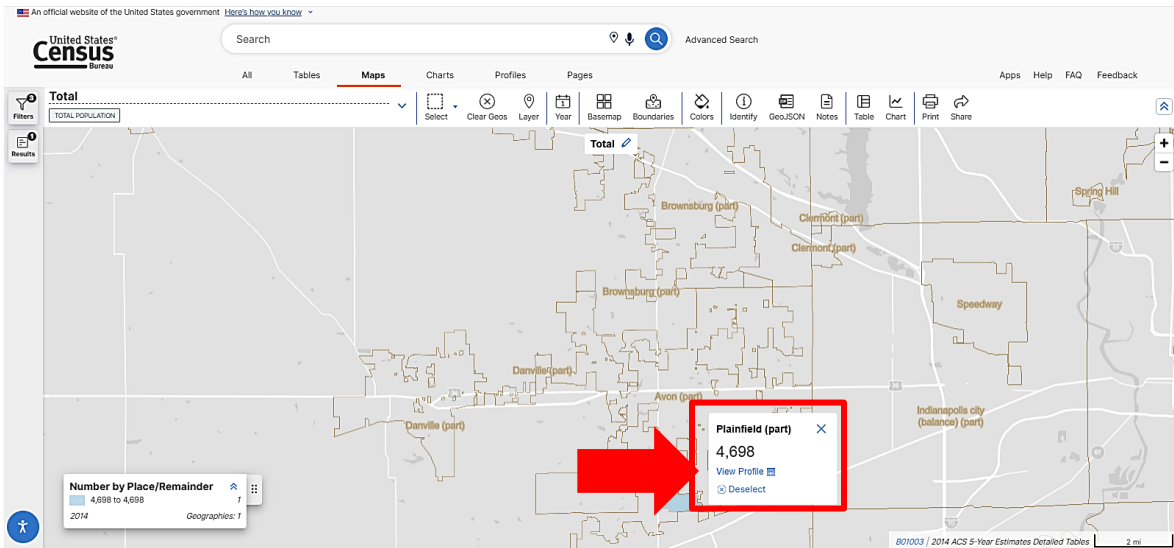 An official website of the United States government Here's how you know
United States®
Census
Bureau
Search
Advanced Search
All Tables Maps Charts Profiles Pages
Apps Help FAQ Feedback
3
Filters
Total
TOTAL POPULATION
Select Clear Geos Layer Year Basemap Boundaries Colors Identify GeoJSON Notes Table Chart Print Share
0
Results
Total
+
−
Spring Hill
Brownsburg (part)
Clermont (part)
Clermont (part)
Brownsburg (part)
Speedway
Danville (part)
Avon (part)
Indianapolis city
(balance) (part)
Danville (part)
Plainfield (part)
4,698
View Profile
Deselect
Number by Place/Remainder
4,698 to 4,698 1
2014 Geographies: 1
B01003 | 2014 ACS 5-Year Estimates Detailed Tables
2 mi